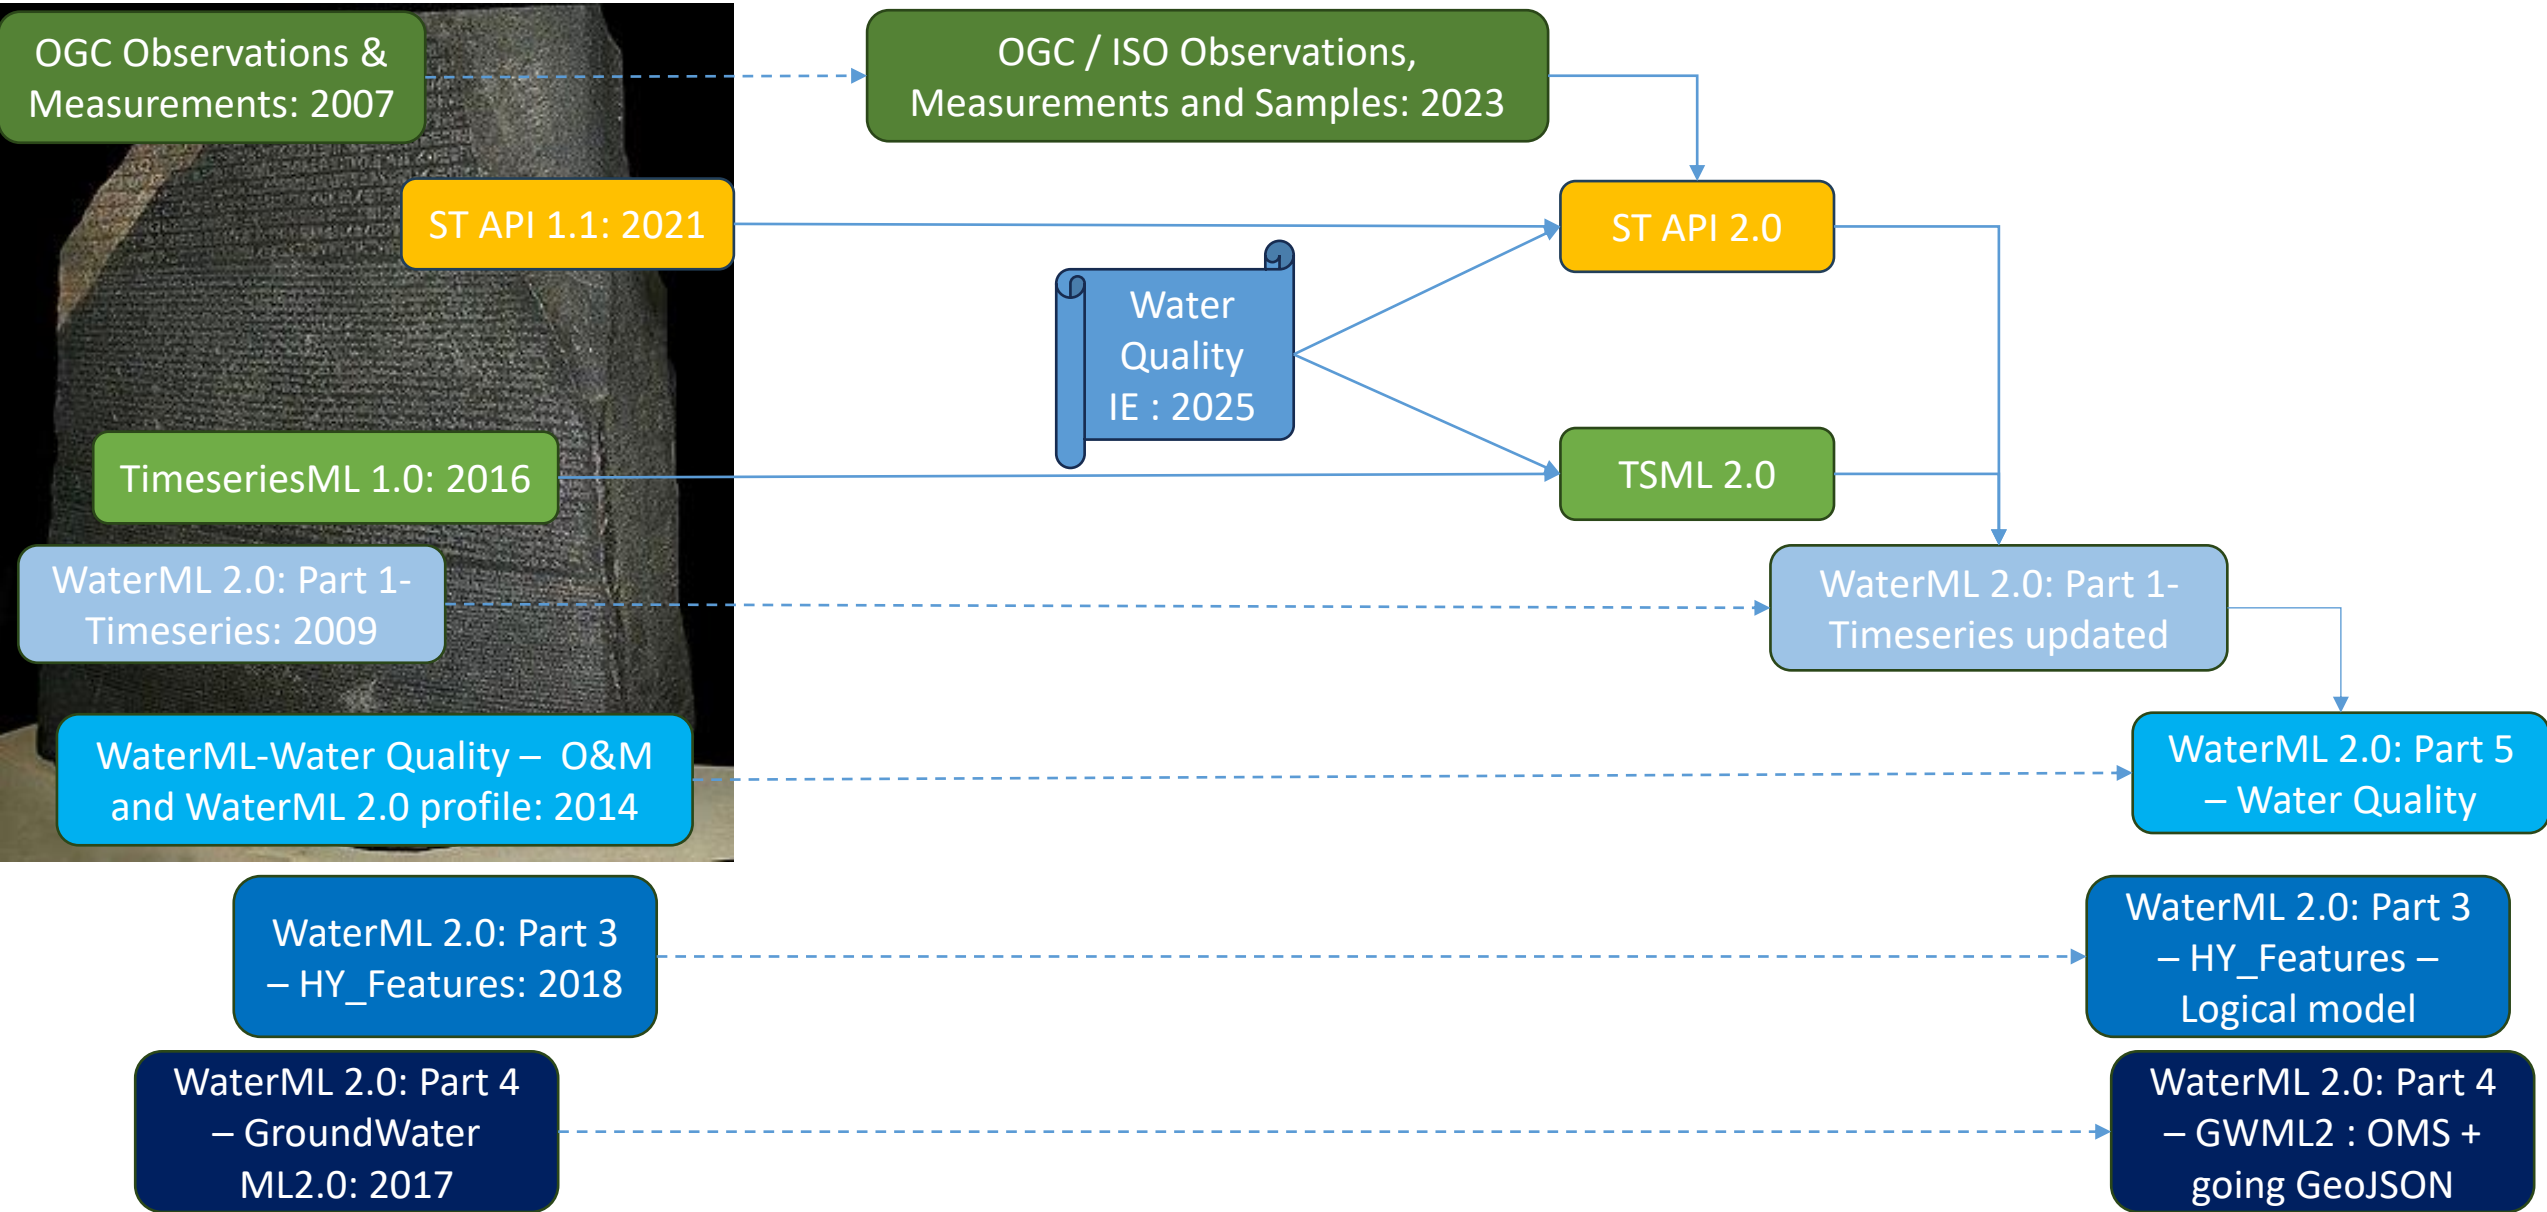 OGC Observations &
Measurements: 2007
OGC / ISO Observations,
Measurements and Samples: 2023
ST API 1.1: 2021
ST API 2.0
Water
Quality
IE : 2025
TimeseriesML 1.0: 2016
TSML 2.0
WaterML 2.0: Part 1-
Timeseries: 2009
WaterML 2.0: Part 1-
Timeseries updated
WaterML-Water Quality – O&M
and WaterML 2.0 profile: 2014
WaterML 2.0: Part 5
– Water Quality
WaterML 2.0: Part 3
– HY_Features: 2018
WaterML 2.0: Part 3
– HY_Features –
Logical model
WaterML 2.0: Part 4
– GroundWater
ML2.0: 2017
WaterML 2.0: Part 4
– GWML2 : OMS +
going GeoJSON